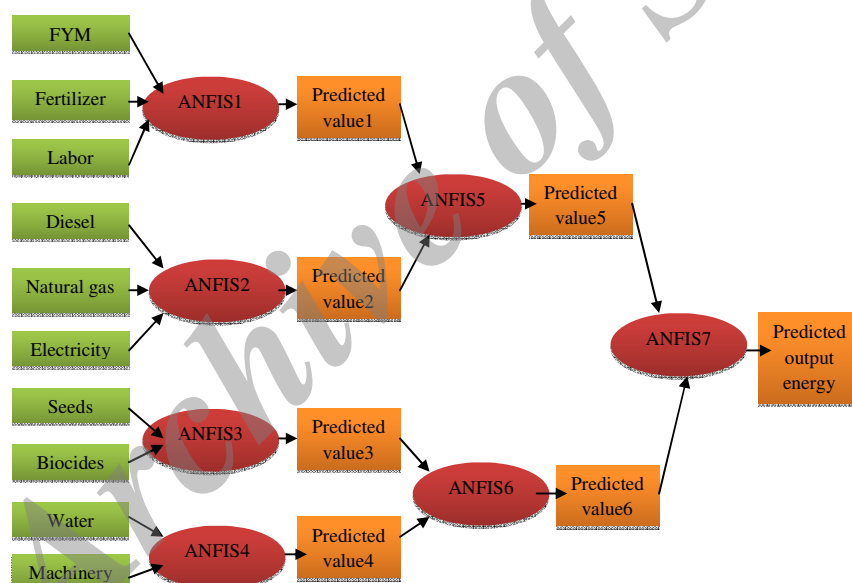 FYM
Fertilizer
Labor
ANFIS1
Predicted
value1
Diesel
Natural gas
Electricity
ANFIS2
Predicted
value2
ANFIS5
Predicted
value5
Seeds
Biocides
ANFIS3
Predicted
value3
Water
Machinery
ANFIS4
Predicted
value4
ANFIS6
Predicted
value6
ANFIS7
Predicted
output
energy
Archive of S